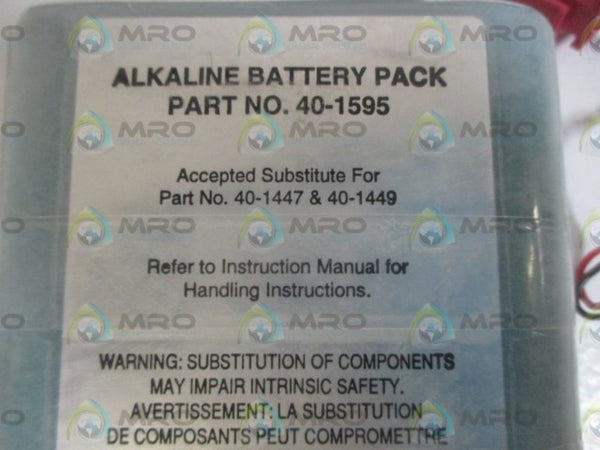 ALKALINE BATTERY PACK
PART NO. 40-1595
Accepted Substitute For
Part No. 40-1447 & 40-1449
Refer to Instruction Manual for
Handling Instructions.
WARNING: SUBSTITUTION OF COMPONENTS
MAY IMPAIR INTRINSIC SAFETY.
AVERTISSEMENT: LA SUBSTITUTION
DE COMPOSANTS PEUT COMPROMETTRE
MRO